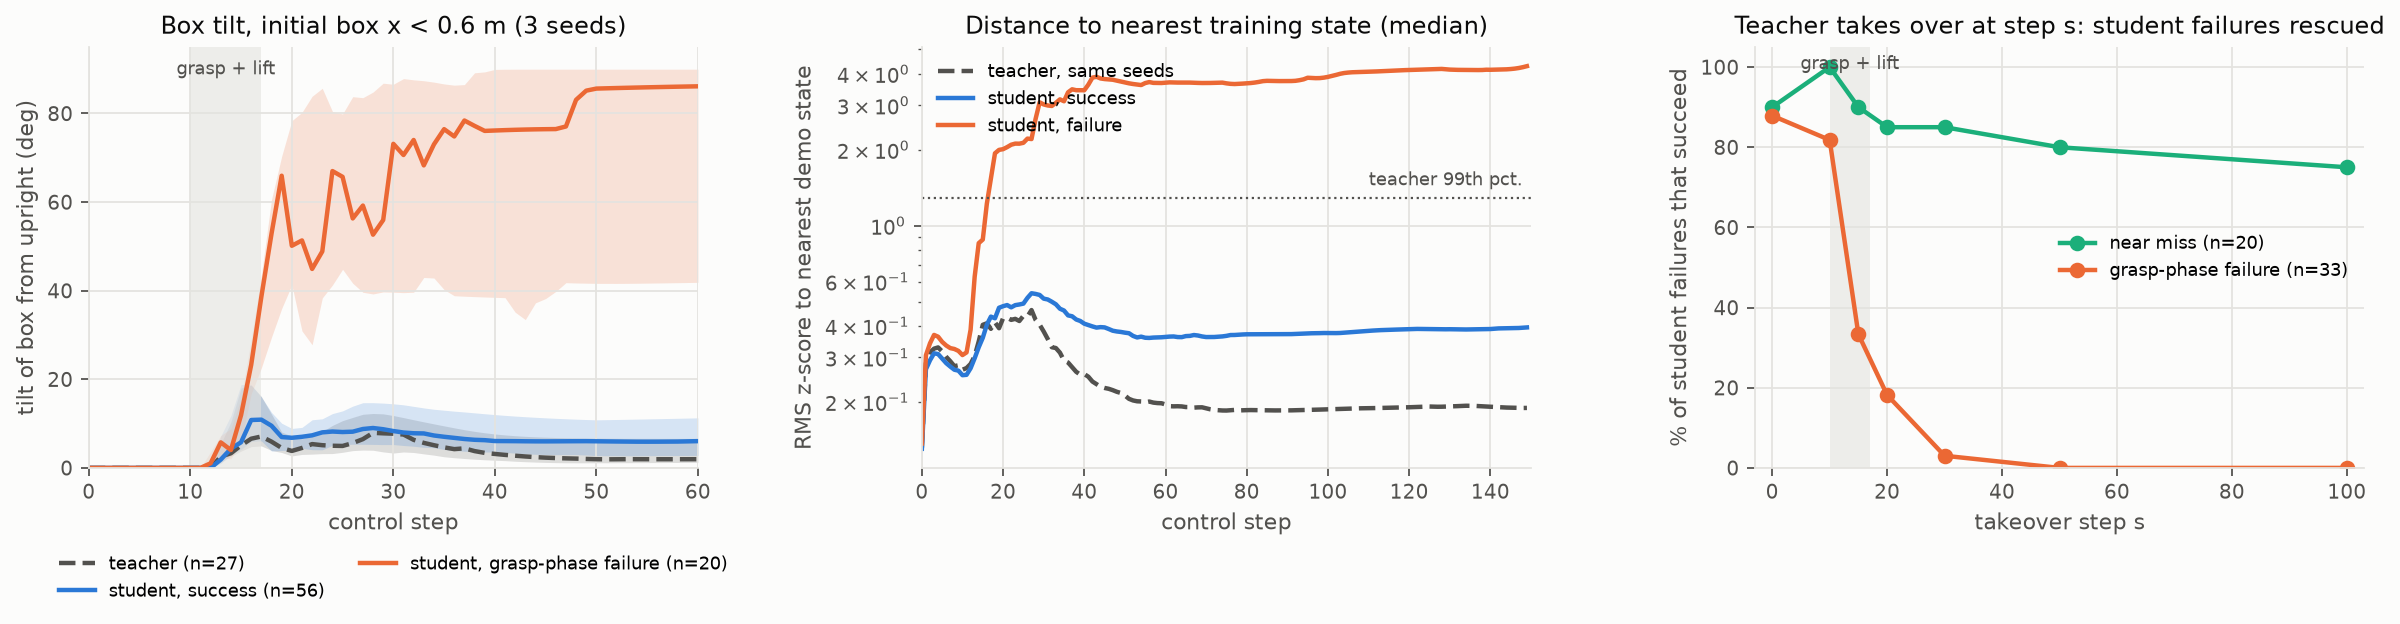 Box tilt, initial box x < 0.6 m (3 seeds)
grasp + lift
tilt of box from upright (deg)
80
60
40
20
0
0 10 20 30 40 50 60
control step
teacher (n=27)
student, success (n=56)
student, grasp-phase failure (n=20)
Distance to nearest training state (median)
teacher, same seeds
student, success
student, failure
teacher 99th pct.
RMS z-score to nearest demo state
4 × 10⁰
3 × 10⁰
2 × 10⁰
10⁰
6 × 10⁻¹
4 × 10⁻¹
3 × 10⁻¹
2 × 10⁻¹
0 20 40 60 80 100 120 140
control step
Teacher takes over at step s: student failures rescued
grasp + lift
% of student failures that succeeded
100
80
60
40
20
0
near miss (n=20)
grasp-phase failure (n=33)
0 20 40 60 80 100
takeover step s